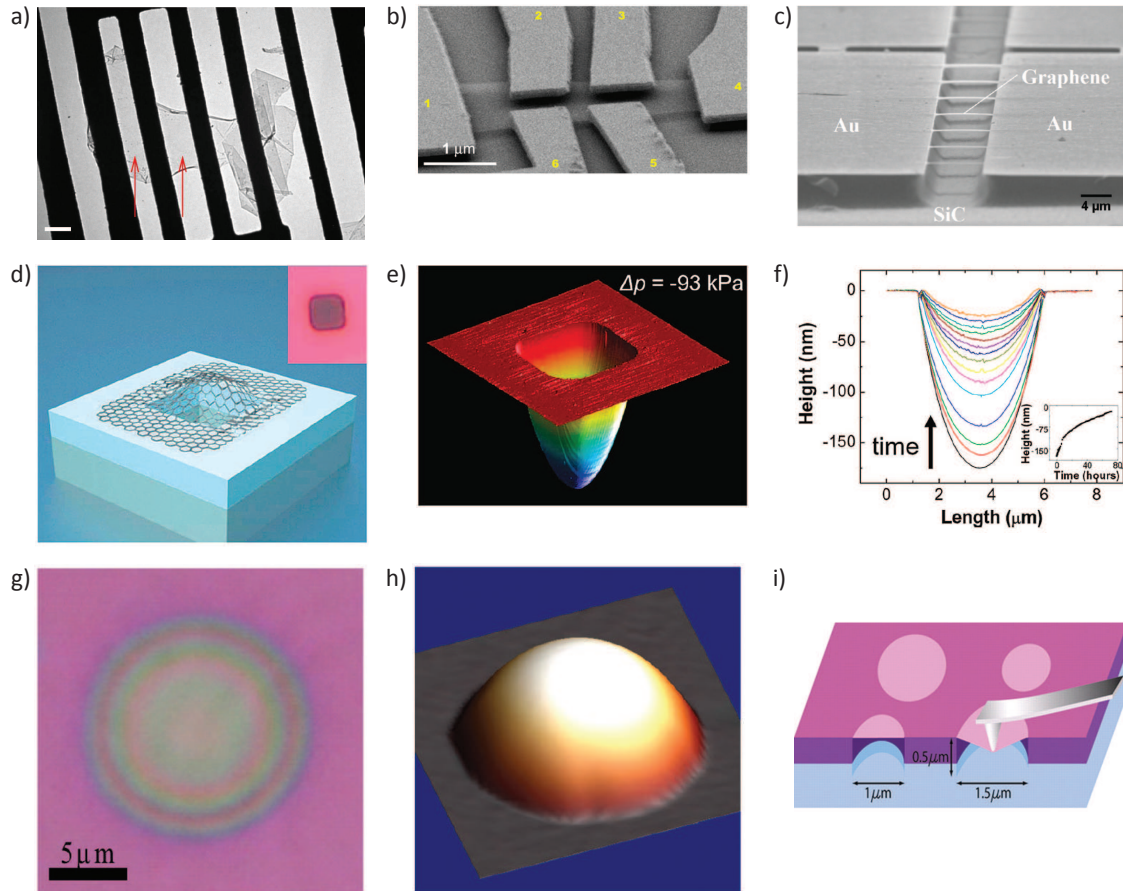 a)
b)
2
3
1
4
6
5
1 μm
c)
Graphene
Au
Au
SiC
4 μm
d)
e)
Δp = -93 kPa
f)
Height (nm)
0
-50
-100
-150
time
Height (nm)
0
-75
-150
0 40 80
Time (hours)
0 2 4 6 8
Length (μm)
g)
5μm
h)
i)
0.5μm
1μm
1.5μm